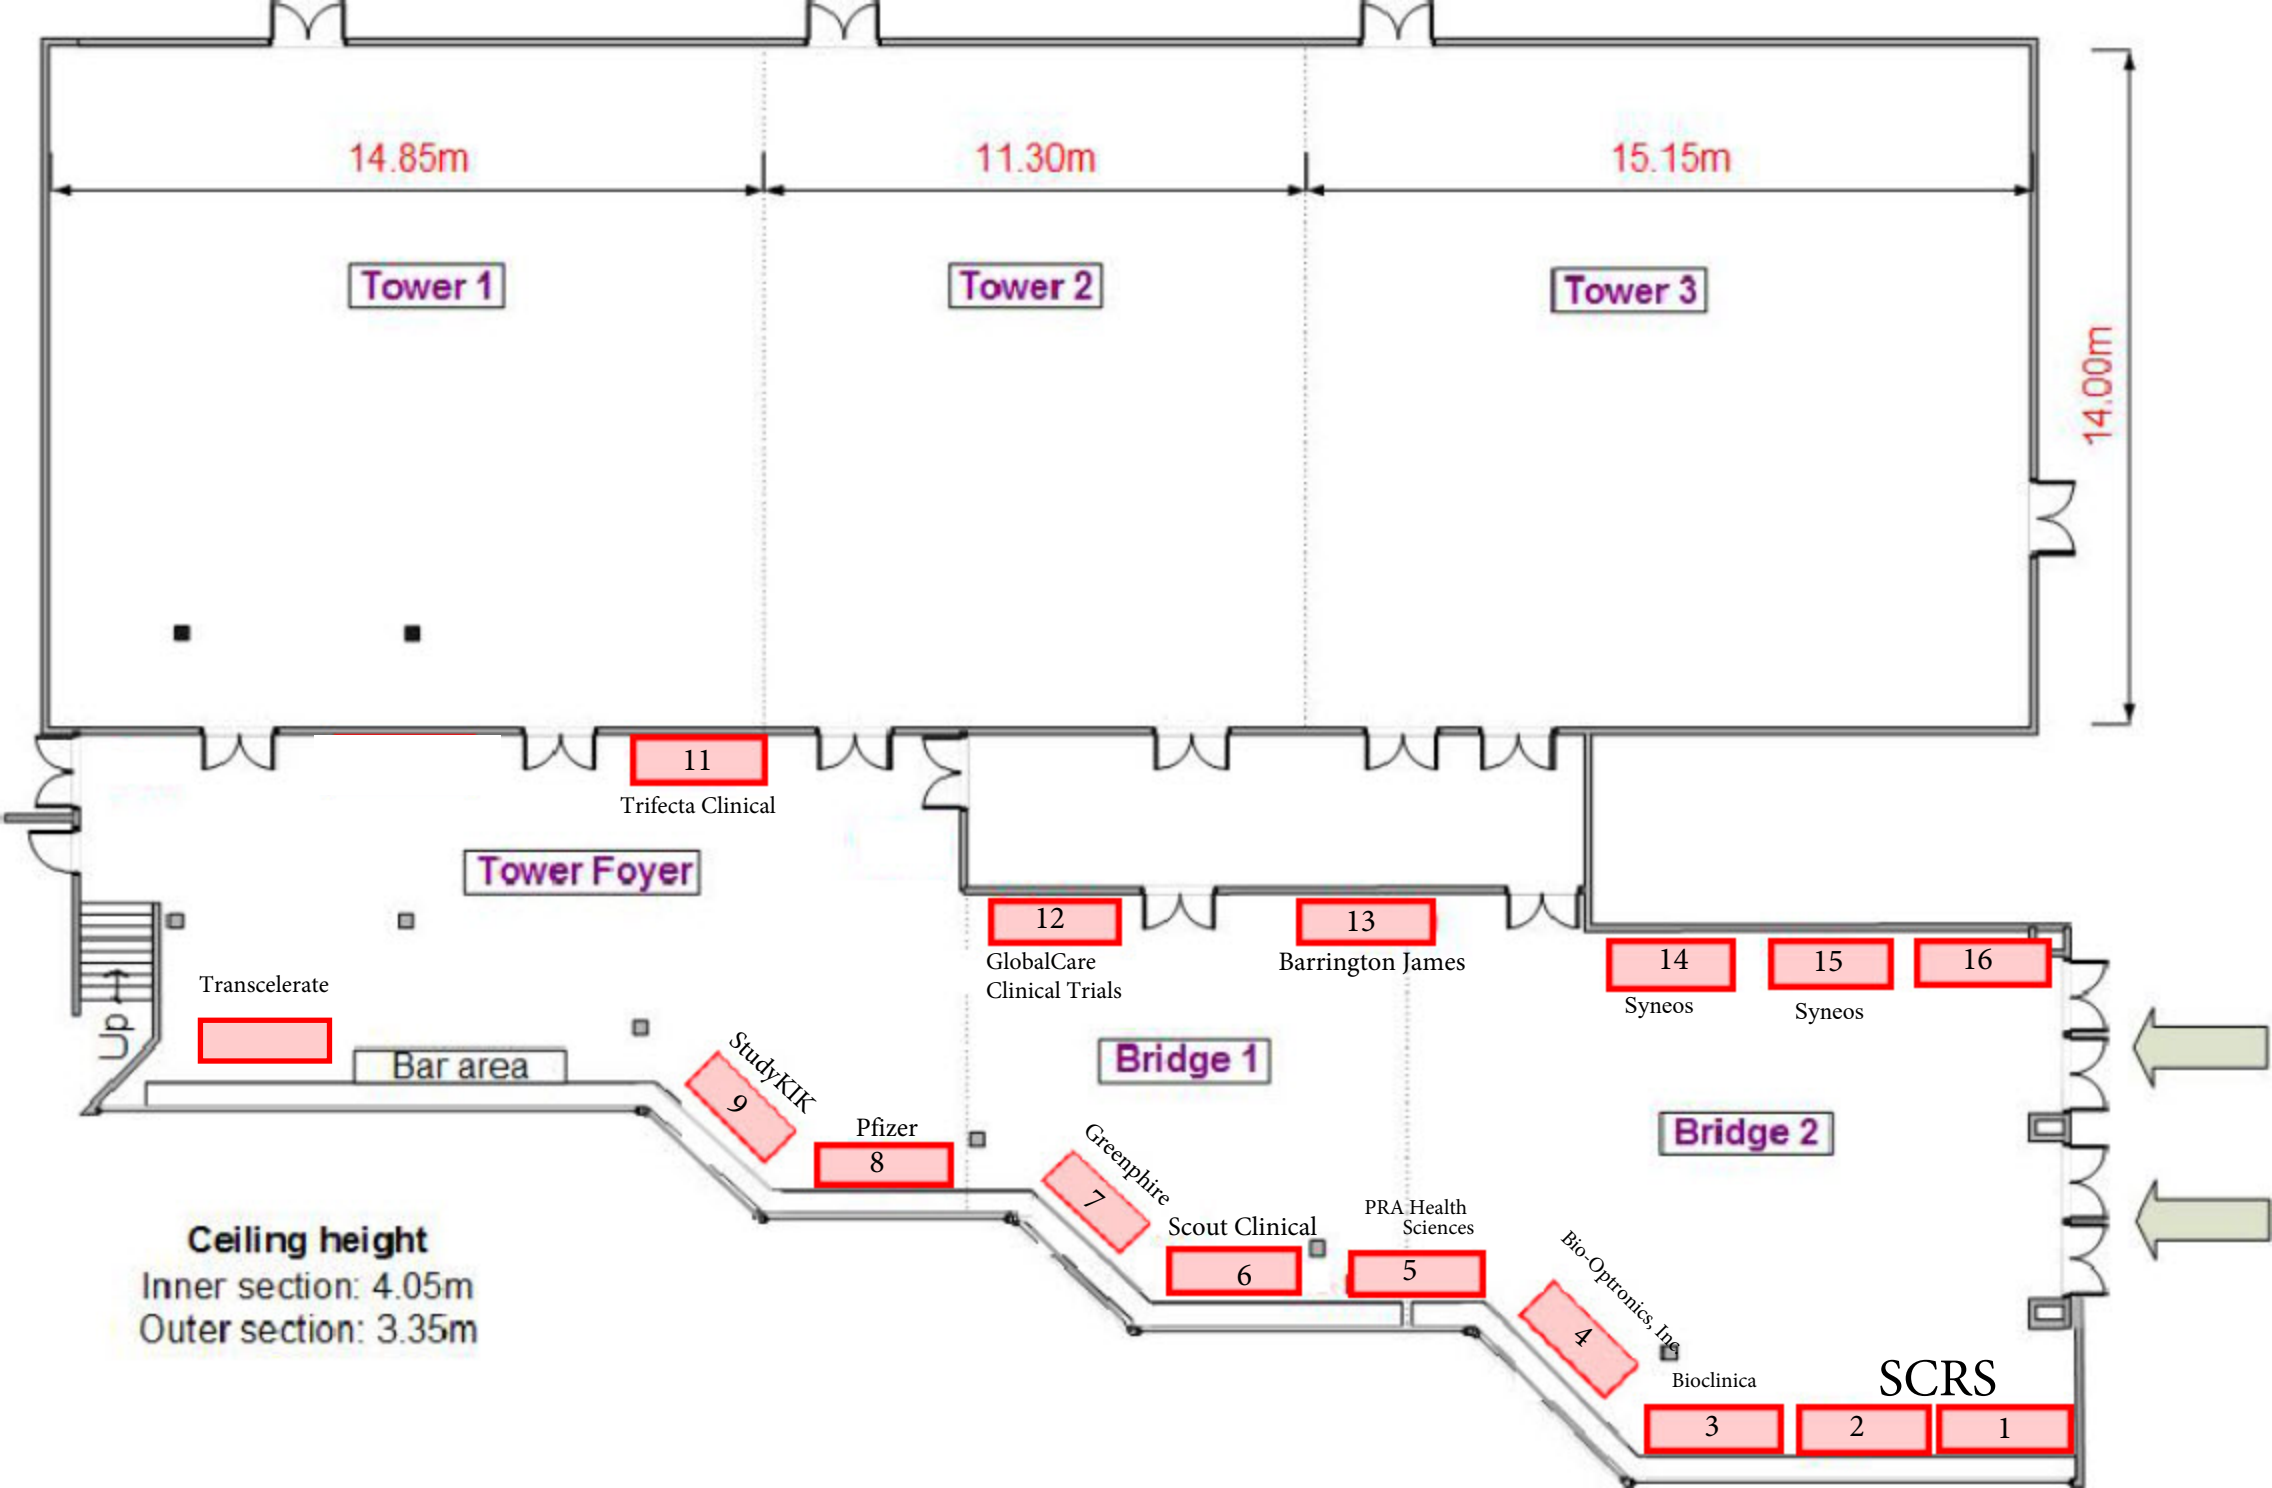 14.85m
11.30m
15.15m
Tower 1
Tower 2
Tower 3
14.00m
11
Trifecta Clinical
Tower Foyer
12
GlobalCare
Clinical Trials
13
Barrington James
14
Syneos
15
Syneos
16
Transcelerate
Up
Bar area
StudyKIK
9
Pfizer
8
Bridge 1
Bridge 2
Greenphire
7
Scout Clinical
6
PRA Health
Sciences
5
Bio-Optronics, Inc.
4
Bioclinica
3
SCRS
2
1
Ceiling height
Inner section: 4.05m
Outer section: 3.35m